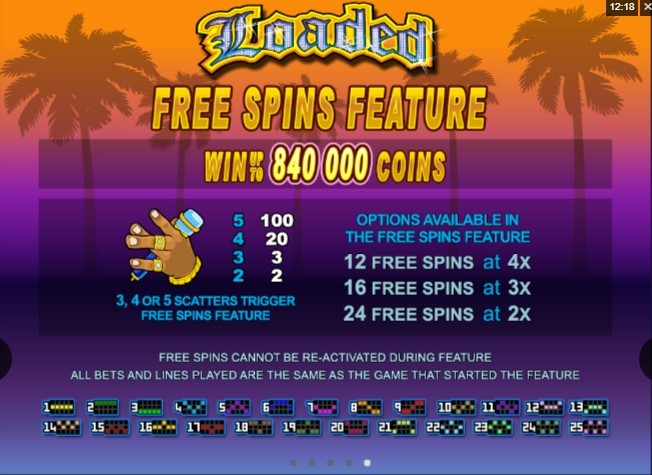 12:18
Loaded
FREE SPINS FEATURE
WIN UP TO 840 000 COINS
5 100
4 20
3 3
2 2
3, 4 OR 5 SCATTERS TRIGGER
FREE SPINS FEATURE
OPTIONS AVAILABLE IN
THE FREE SPINS FEATURE
12 FREE SPINS at 4x
16 FREE SPINS at 3x
24 FREE SPINS at 2x
FREE SPINS CANNOT BE RE-ACTIVATED DURING FEATURE
ALL BETS AND LINES PLAYED ARE THE SAME AS THE GAME THAT STARTED THE FEATURE
1 2 3 4 5 6 7 8 9 10 11 12 13
14 15 16 17 18 19 20 21 22 23 24 25